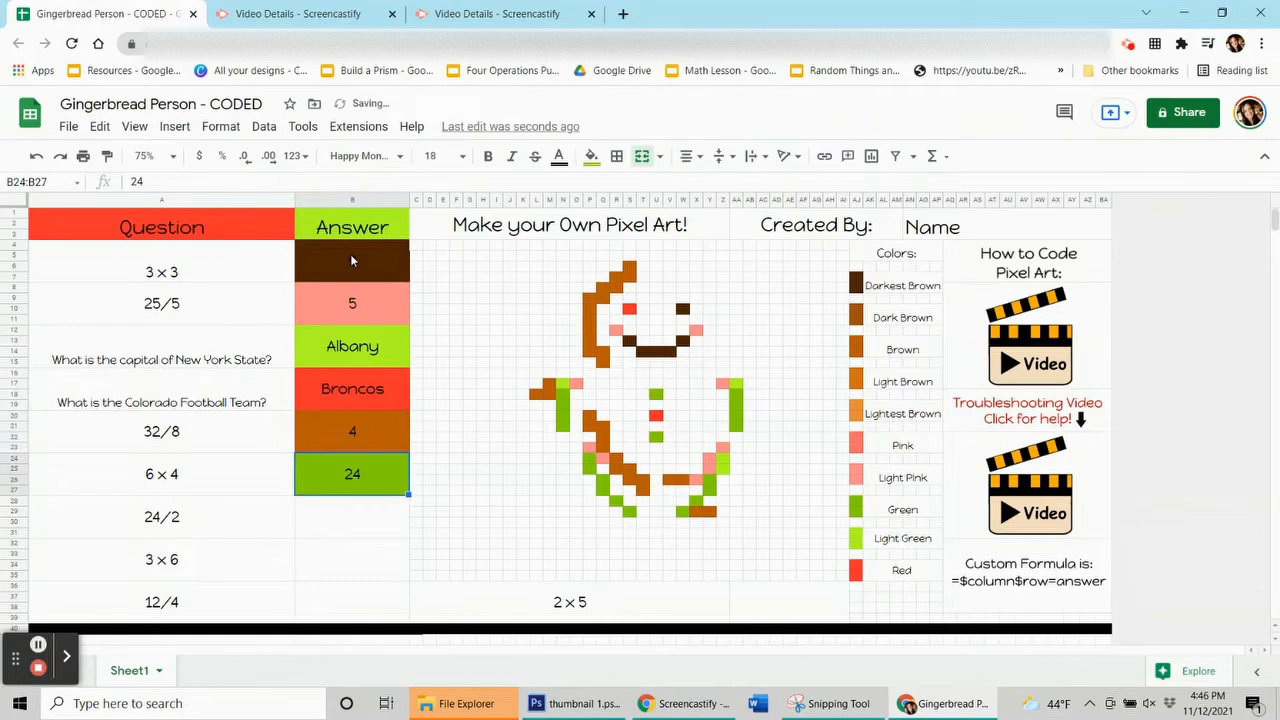 Gingerbread Person - CODED - G
Video Details - Screencastify
Video Details - Screencastify
Apps
Resources - Google...
All your designs - C...
Build a Prism - Goo...
Four Operations Pu...
Google Drive
Math Lesson - Goo...
Random Things an...
https://youtu.be/zR...
Other bookmarks
Reading list
Gingerbread Person - CODED
Saving...
File Edit View Insert Format Data Tools Extensions Help
Last edit was seconds ago
Share
75%
$ % .0 .00 123
Happy Mon...
18
B I S A
B24:B27
fx 24
Question
Answer
Make your Own Pixel Art!
Created By:
Name
3 x 3
25/5
5
What is the capital of New York State?
Albany
What is the Colorado Football Team?
Broncos
32/8
4
6 x 4
24
24/2
3 x 6
12/4
2 x 5
Colors:
Darkest Brown
Dark Brown
Brown
Light Brown
Lightest Brown
Pink
Light Pink
Green
Light Green
Red
How to Code
Pixel Art:
Video
Troubleshooting Video
Click for help!
Video
Custom Formula is:
=$column$row=answer
Sheet1
Explore
Type here to search
File Explorer
thumbnail 1.ps...
Screencastify -...
Snipping Tool
Gingerbread P...
44°F
4:46 PM
11/12/2021